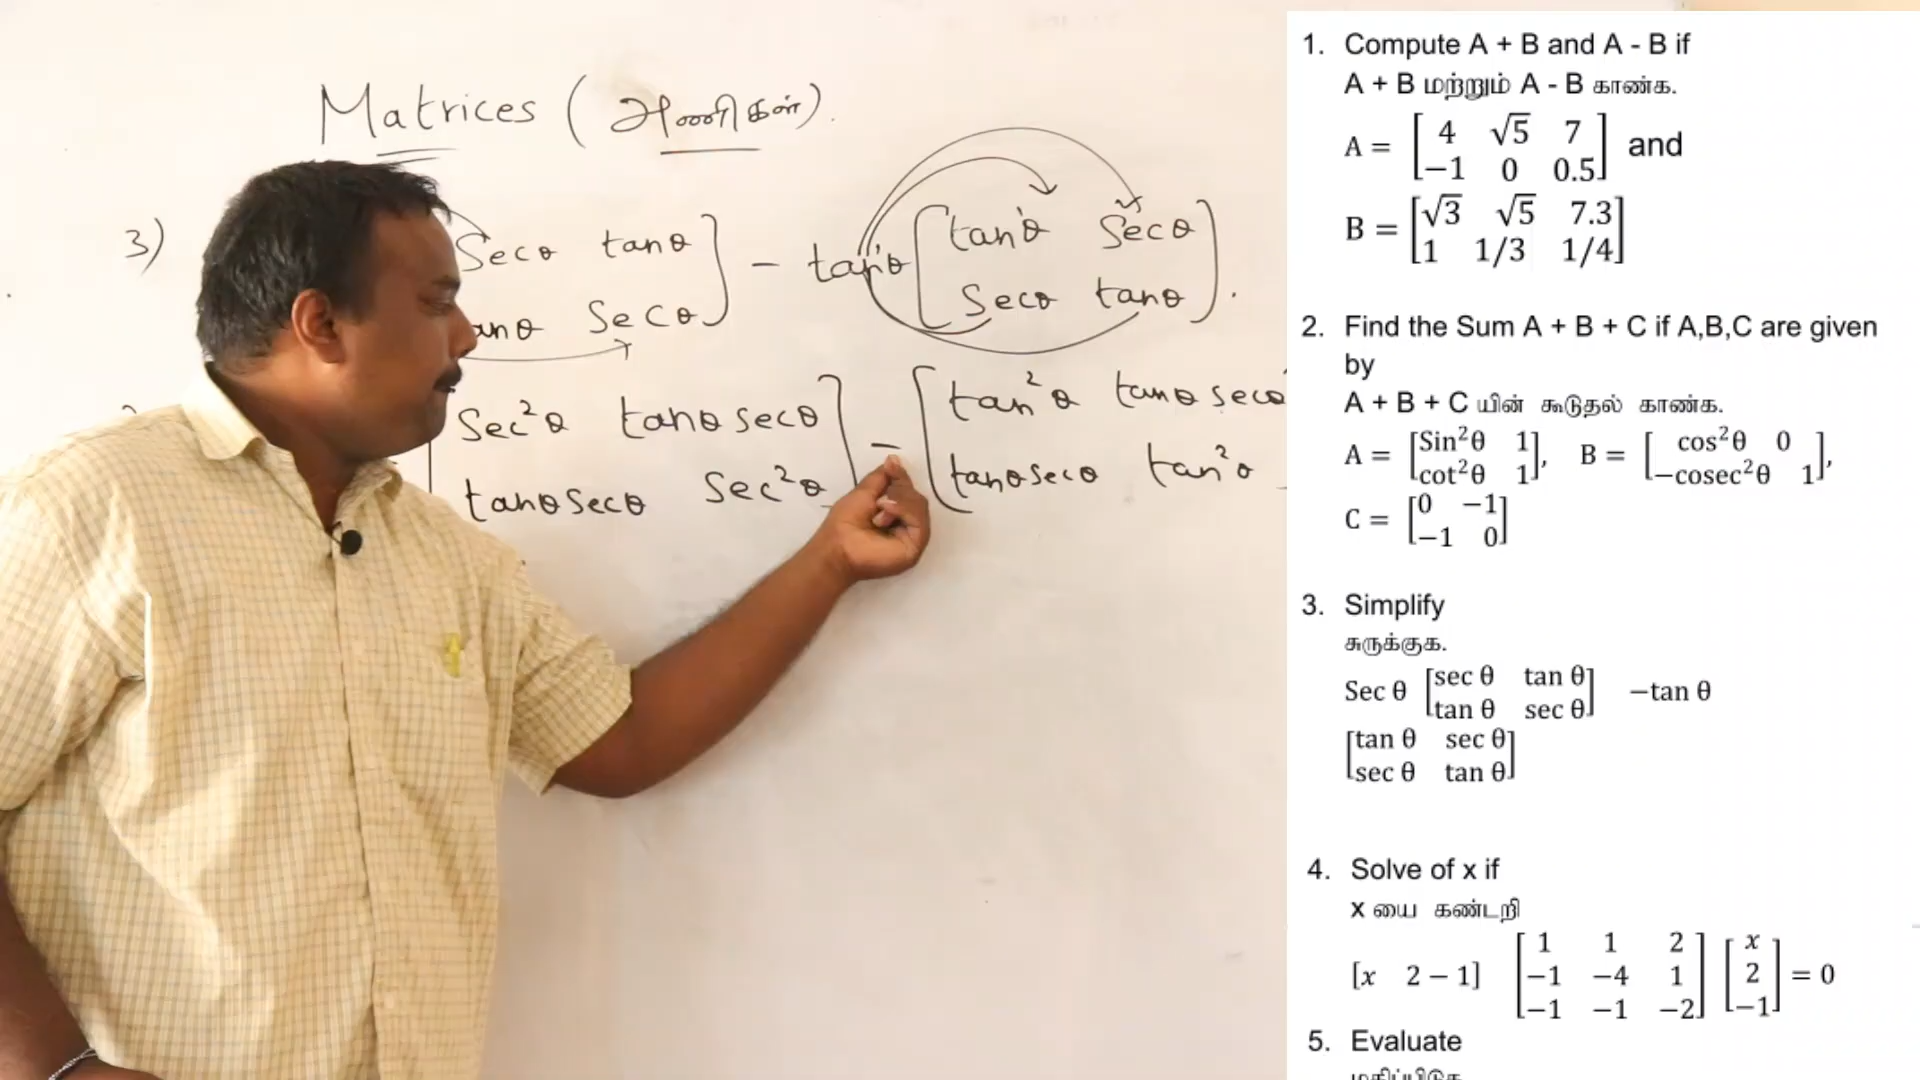 Matrices (அணிகள்).
3)
Secθ tanθ − tanθ tanθ Secθ
anθ Secθ Secθ tanθ .
Sec²θ tanθ secθ − tan²θ tanθ secθ
tanθ secθ Sec²θ tanθ secθ tan²θ
1. Compute A + B and A - B if
A + B மற்றும் A - B காண்க.
A = [4 √5 7
−1 0 0.5] and
B = [√3 √5 7.3
1 1/3 1/4]
2. Find the Sum A + B + C if A,B,C are given
by
A + B + C யின் கூடுதல் காண்க.
A = [Sin²θ 1
cot²θ 1], B = [cos²θ 0
−cosec²θ 1],
C = [0 −1
−1 0]
3. Simplify
சுருக்குக.
Sec θ [sec θ tan θ
tan θ sec θ] −tan θ
[tan θ sec θ
sec θ tan θ]
4. Solve of x if
x யை கண்டறி
[x 2 − 1] [1 1 2
−1 −4 1
−1 −1 −2] [x
2
−1] = 0
5. Evaluate